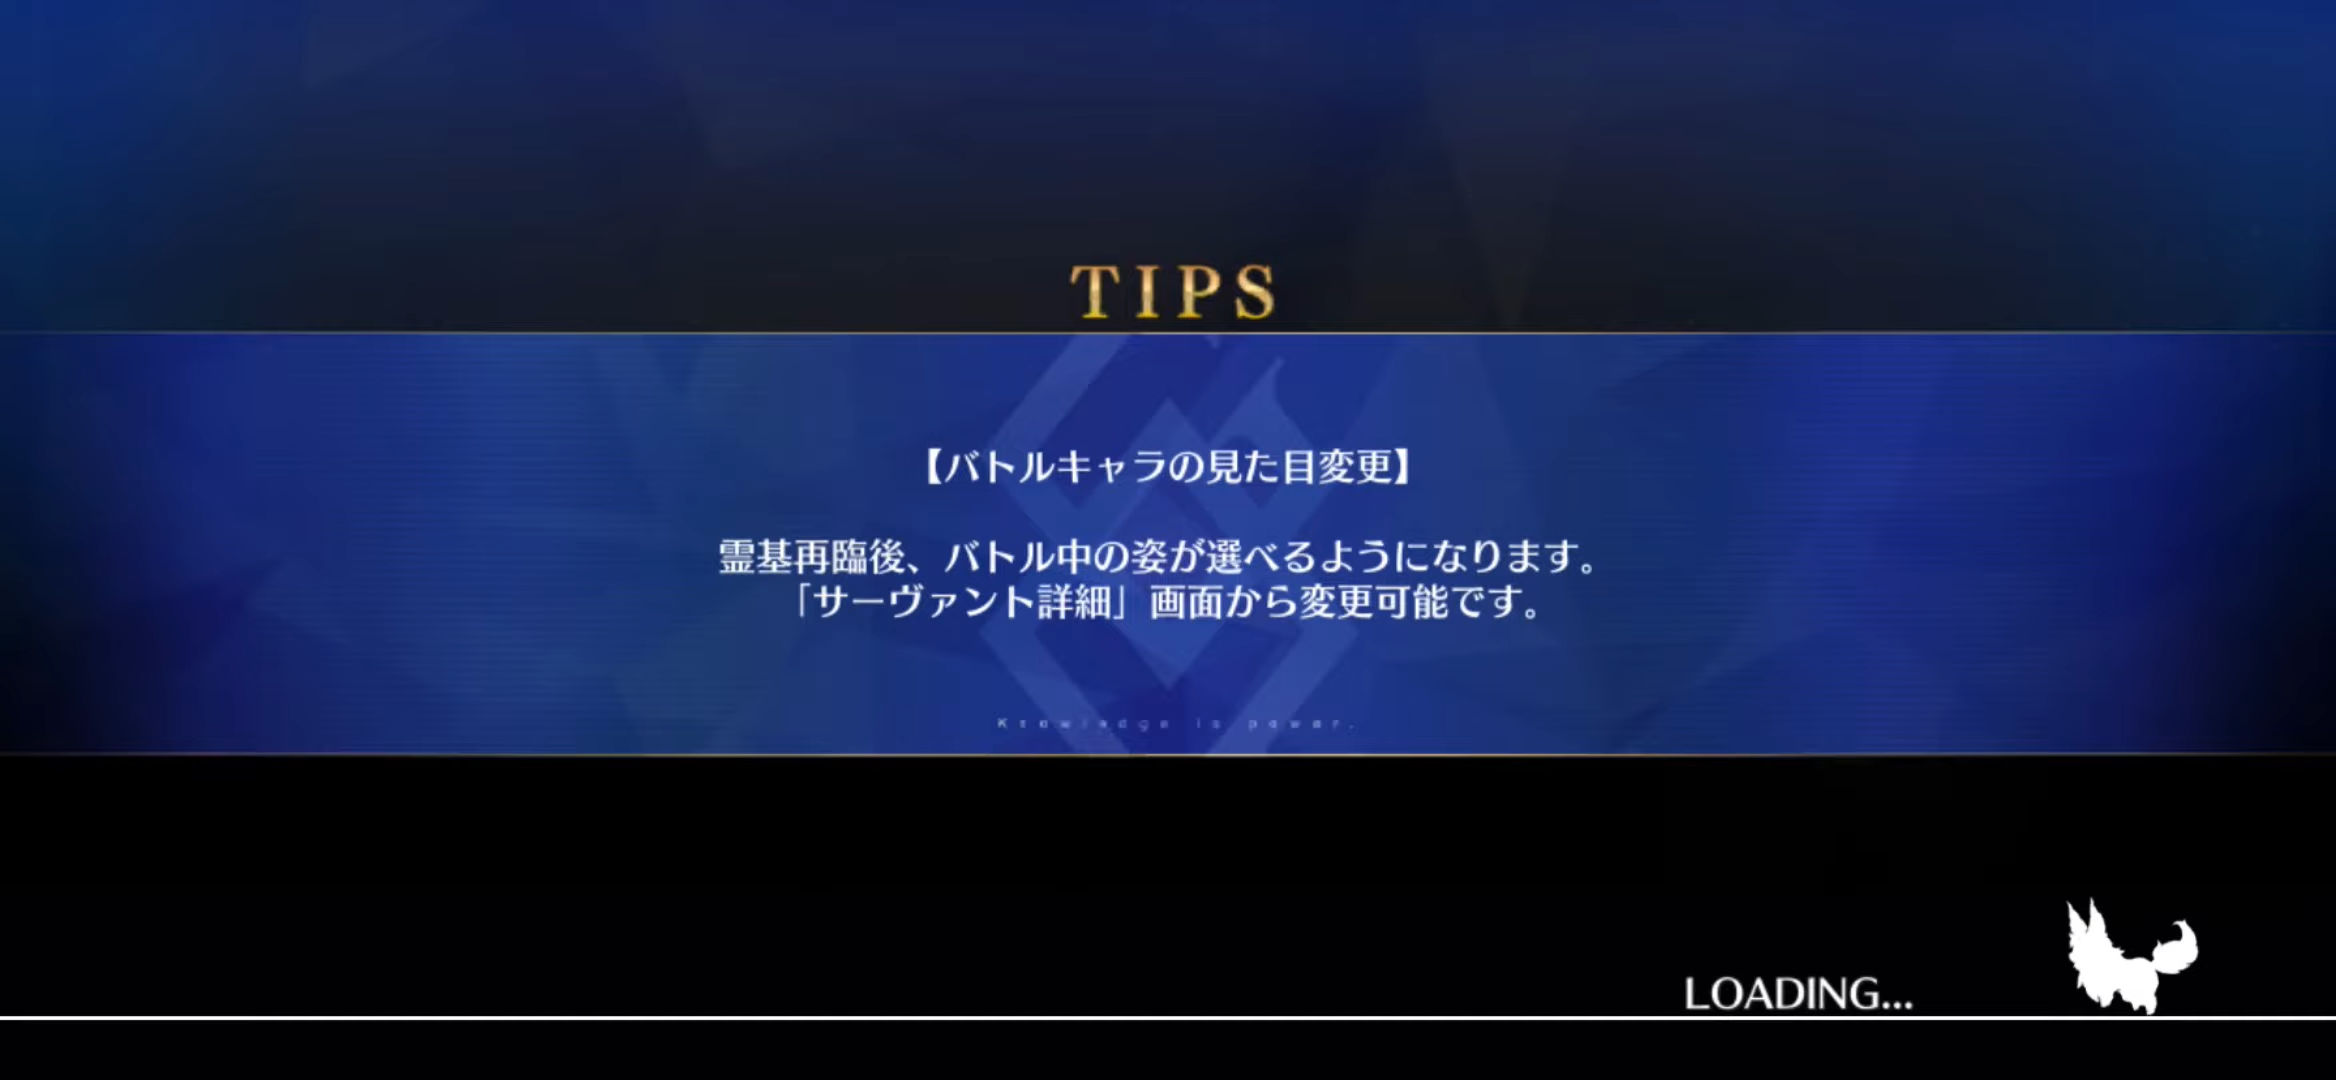 TIPS
【バトルキャラの見た目変更】
霊基再臨後、バトル中の姿が選べるようになります。
「サーヴァント詳細」画面から変更可能です。
Knowledge is power.
LOADING...